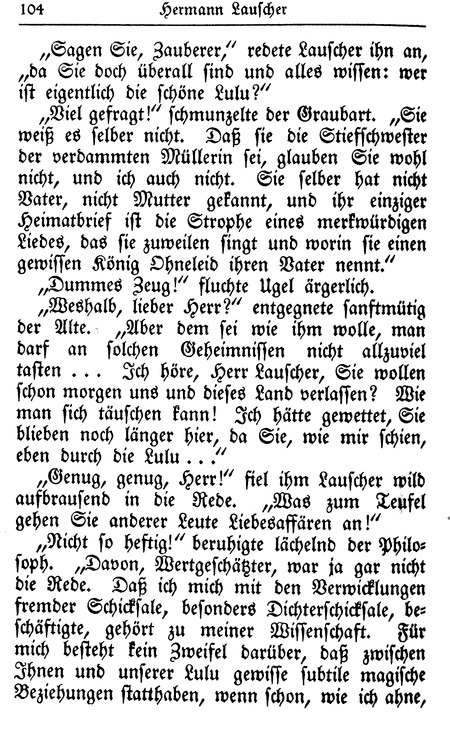 104 Hermann Lauscher
„Sagen Sie, Zauberer,“ redete Lauscher ihn an,
„da Sie doch überall sind und alles wissen: wer
ist eigentlich die schöne Lulu?“
„Viel gefragt!“ schmunzelte der Graubart. „Sie
weiß es selber nicht. Daß sie die Stiefschwester
der verdammten Müllerin sei, glauben Sie wohl
nicht, und ich auch nicht. Sie selber hat nicht
Vater, nicht Mutter gekannt, und ihr einziger
Heimatbrief ist die Strophe eines merkwürdigen
Liedes, das sie zuweilen singt und worin sie einen
gewissen König Ohneleid ihren Vater nennt.“
„Dummes Zeug!“ fluchte Ugel ärgerlich.
„Weshalb, lieber Herr?“ entgegnete sanftmütig
der Alte. „Aber dem sei wie ihm wolle, man
darf an solchen Geheimnissen nicht allzuviel
tasten ... Ich höre, Herr Lauscher, Sie wollen
schon morgen uns und dieses Land verlassen? Wie
man sich täuschen kann! Ich hätte gewettet, Sie
blieben noch länger hier, da Sie, wie mir schien,
eben durch die Lulu ...“
„Genug, genug, Herr!“ fiel ihm Lauscher wild
aufbrausend in die Rede. „Was zum Teufel
gehen Sie anderer Leute Liebesaffären an!“
„Nicht so heftig!“ beruhigte lächelnd der Philo-
soph. „Davon, Wertgeschätzter, war ja gar nicht
die Rede. Daß ich mich mit den Verwicklungen
fremder Schicksale, besonders Dichterschicksale, be-
schäftigte, gehört zu meiner Wissenschaft. Für
mich besteht kein Zweifel darüber, daß zwischen
Ihnen und unserer Lulu gewisse subtile magische
Beziehungen statthaben, wenn schon, wie ich ahne,